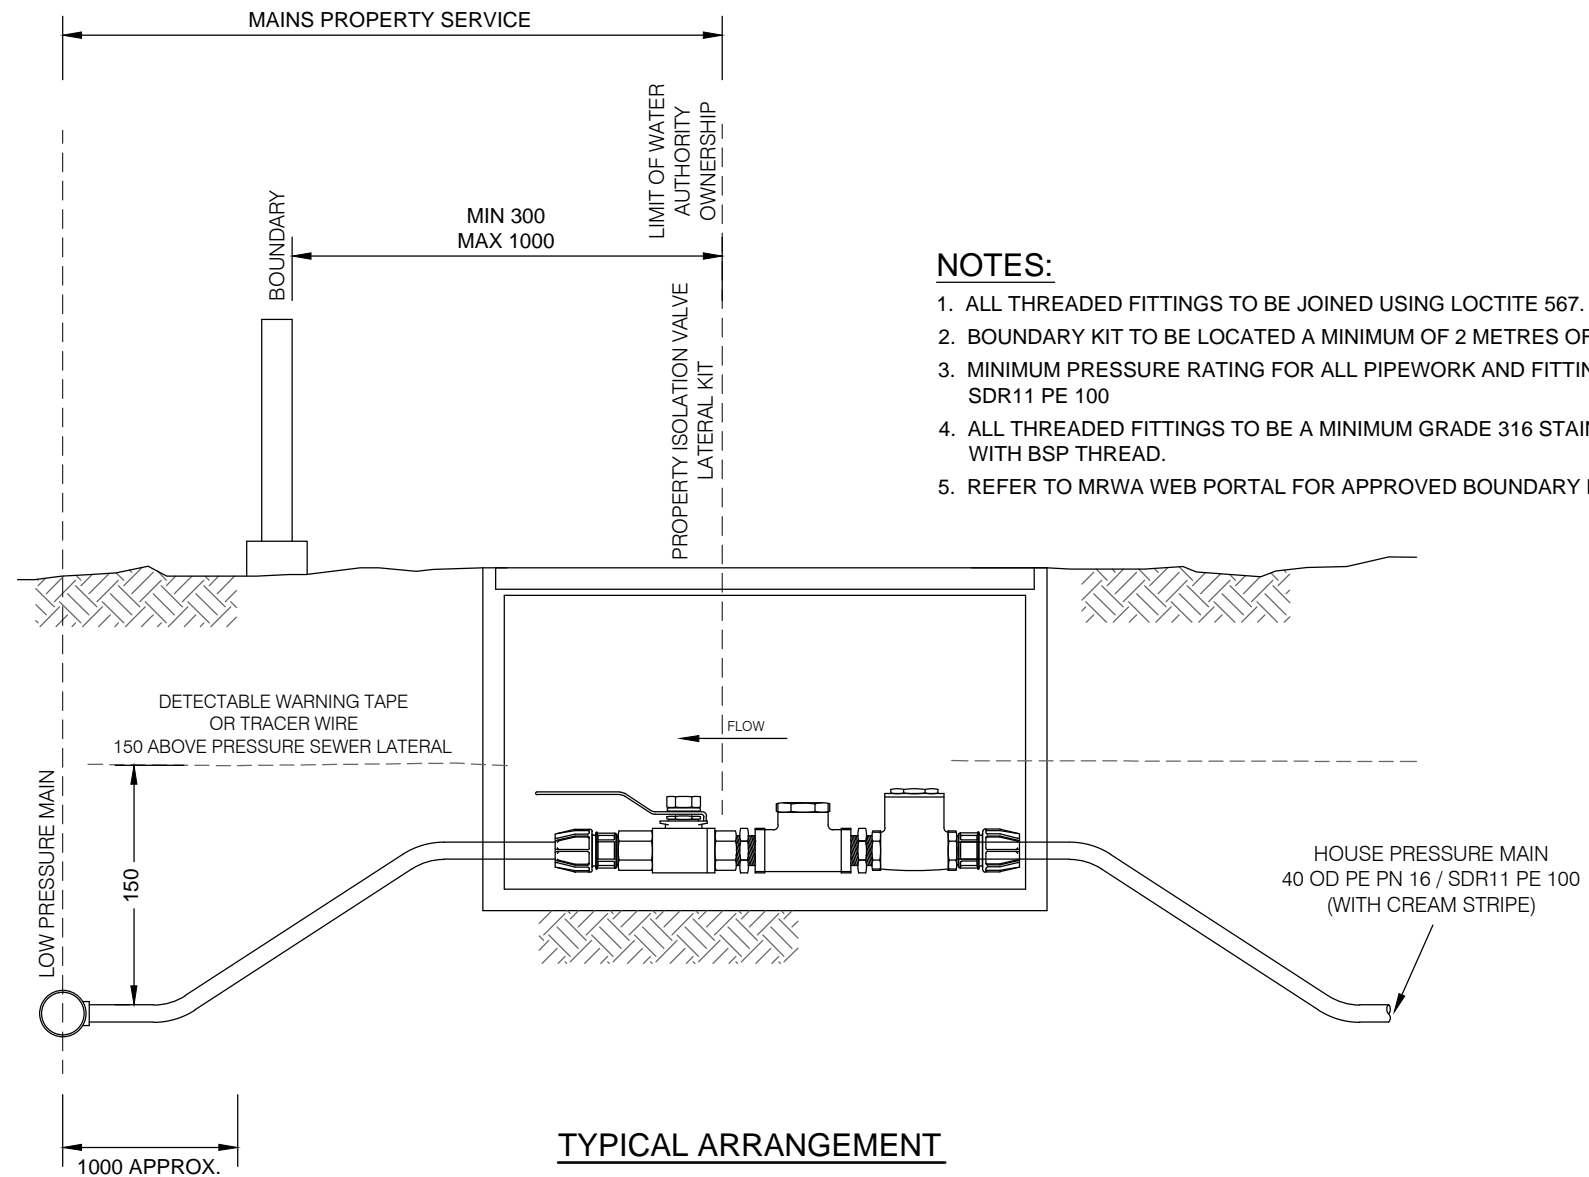 MAINS PROPERTY SERVICE
LIMIT OF WATER
AUTHORITY
OWNERSHIP
BOUNDARY
MIN 300
MAX 1000
PROPERTY ISOLATION VALVE
LATERAL KIT
NOTES:
1. ALL THREADED FITTINGS TO BE JOINED USING LOCTITE 567.
2. BOUNDARY KIT TO BE LOCATED A MINIMUM OF 2 METRES
3. MINIMUM PRESSURE RATING FOR ALL PIPEWORK AND
SDR11 PE 100
4. ALL THREADED FITTINGS TO BE A MINIMUM GRADE 316
WITH BSP THREAD.
5. REFER TO MRWA WEB PORTAL FOR APPROVED BOUNDARY
DETECTABLE WARNING TAPE
OR TRACER WIRE
150 ABOVE PRESSURE SEWER LATERAL
FLOW
LOW PRESSURE MAIN
150
HOUSE PRESSURE MAIN
40 OD PE PN 16 / SDR11 PE 100
(WITH CREAM STRIPE)
1000 APPROX.
TYPICAL ARRANGEMENT